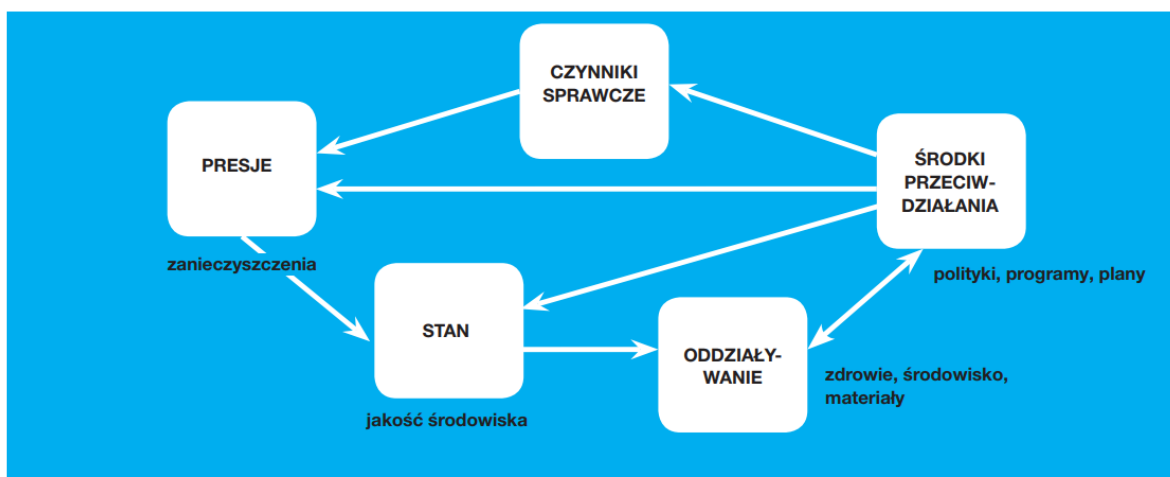 CZYNNIKI
SPRAWCZE
PRESJE
ŚRODKI
PRZECIW-
DZIAŁANIA
zanieczyszczenia
polityki, programy, plany
STAN
ODDZIAŁY-
WANIE
zdrowie, środowisko,
materiały
jakość środowiska